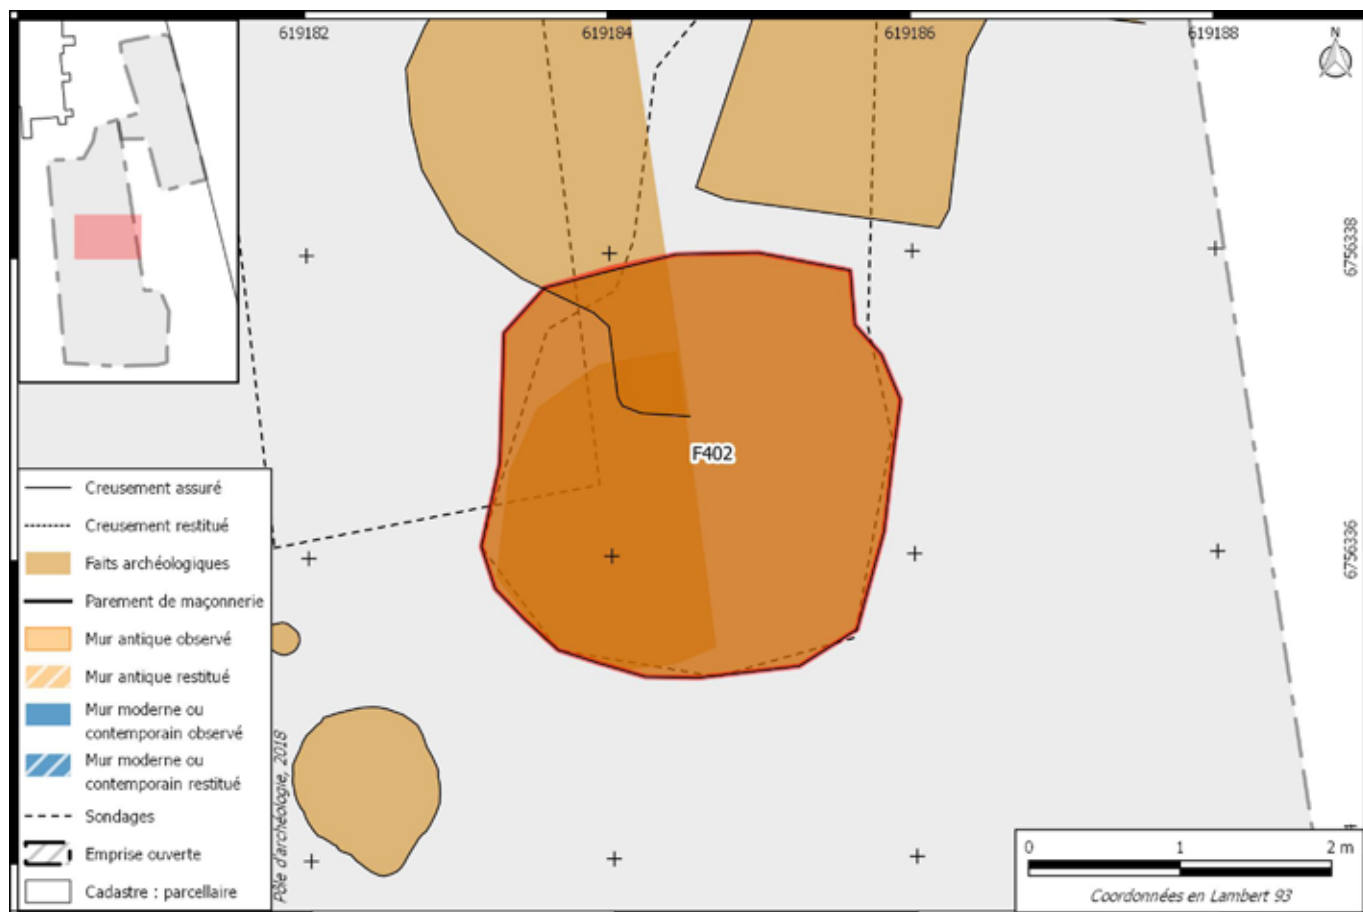 619182
619184
619186
619188
N
6756338
F402
6756336
Creusement assuré
Creusement restitué
Faits archéologiques
Parement de maçonnerie
Mur antique observé
Mur antique restitué
Mur moderne ou
contemporain observé
Mur moderne ou
contemporain restitué
Sondages
Emprise ouverte
Cadastre : parcellaire
Pôle d'archéologie, 2018
0 1 2 m
Coordonnées en Lambert 93